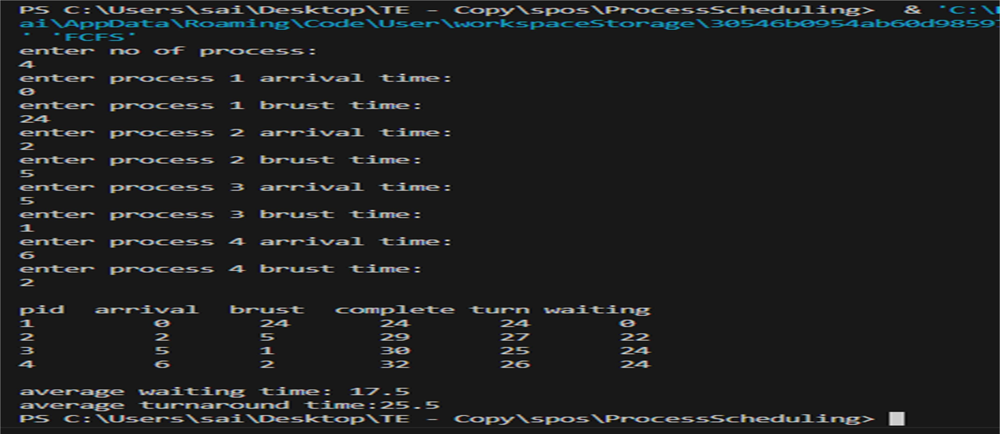 PS C:\Users\sai\Desktop\TE - Copy\spos\ProcessScheduling>  & 'C:\
ai\AppData\Roaming\Code\User\workspaceStorage\30546b0954ab60d9859
' 'FCFS'
enter no of process:
4
enter process 1 arrival time:
0
enter process 1 brust time:
24
enter process 2 arrival time:
2
enter process 2 brust time:
5
enter process 3 arrival time:
5
enter process 3 brust time:
1
enter process 4 arrival time:
6
enter process 4 brust time:
2
pid  arrival  brust  complete turn waiting
1        0      24      24      24      0
2        2      5       29      27      22
3        5      1       30      25      24
4        6      2       32      26      24
average waiting time: 17.5
average turnaround time:25.5
PS C:\Users\sai\Desktop\TE - Copy\spos\ProcessScheduling>